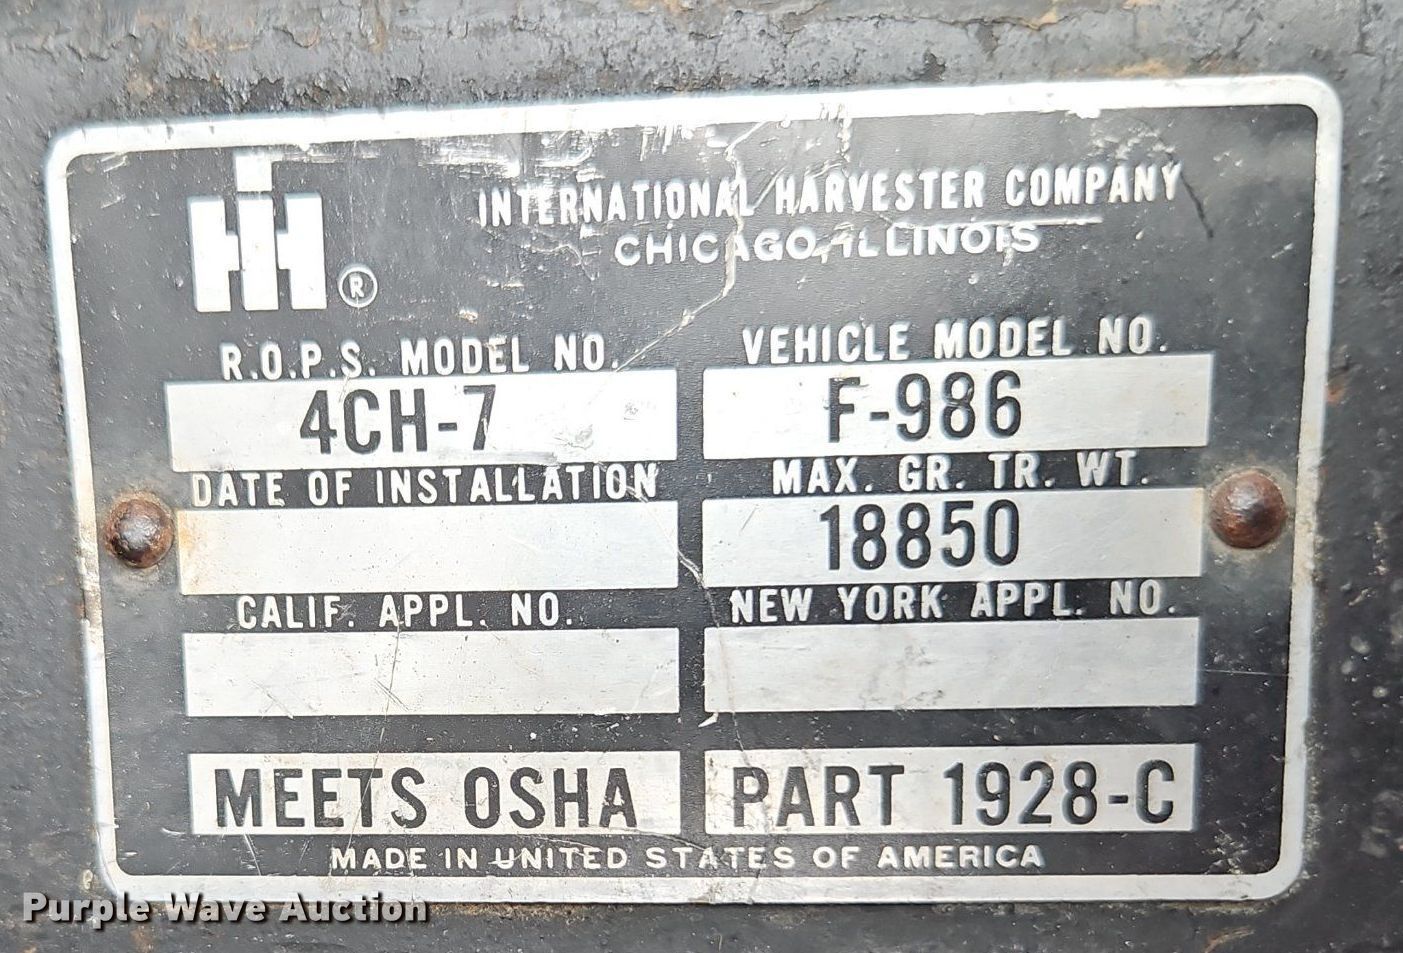 IH ®
INTERNATIONAL HARVESTER COMPANY
CHICAGO, ILLINOIS
R.O.P.S. MODEL NO.
4CH-7
VEHICLE MODEL NO.
F-986
DATE OF INSTALLATION
MAX. GR. TR. WT.
18850
CALIF. APPL. NO.
NEW YORK APPL. NO.
MEETS OSHA
PART 1928-C
MADE IN UNITED STATES OF AMERICA
Purple Wave Auction